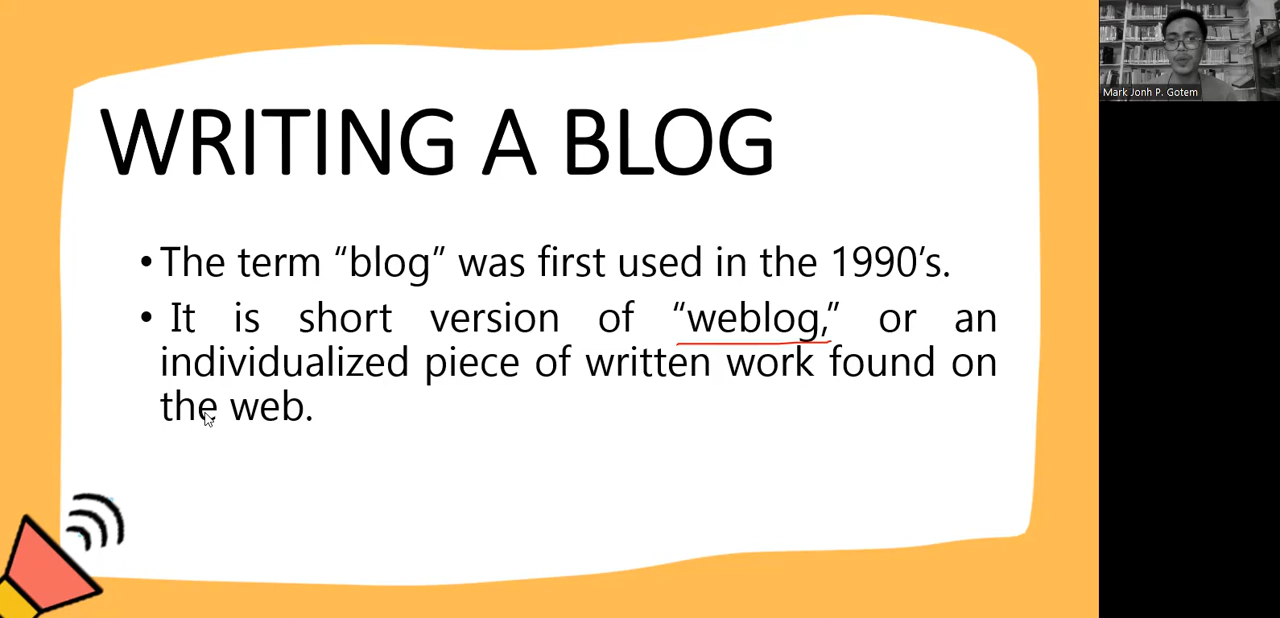 WRITING A BLOG
• The term “blog” was first used in the 1990’s.
• It is short version of “weblog,” or an
individualized piece of written work found on
the web.
Mark Jonh P. Gotem